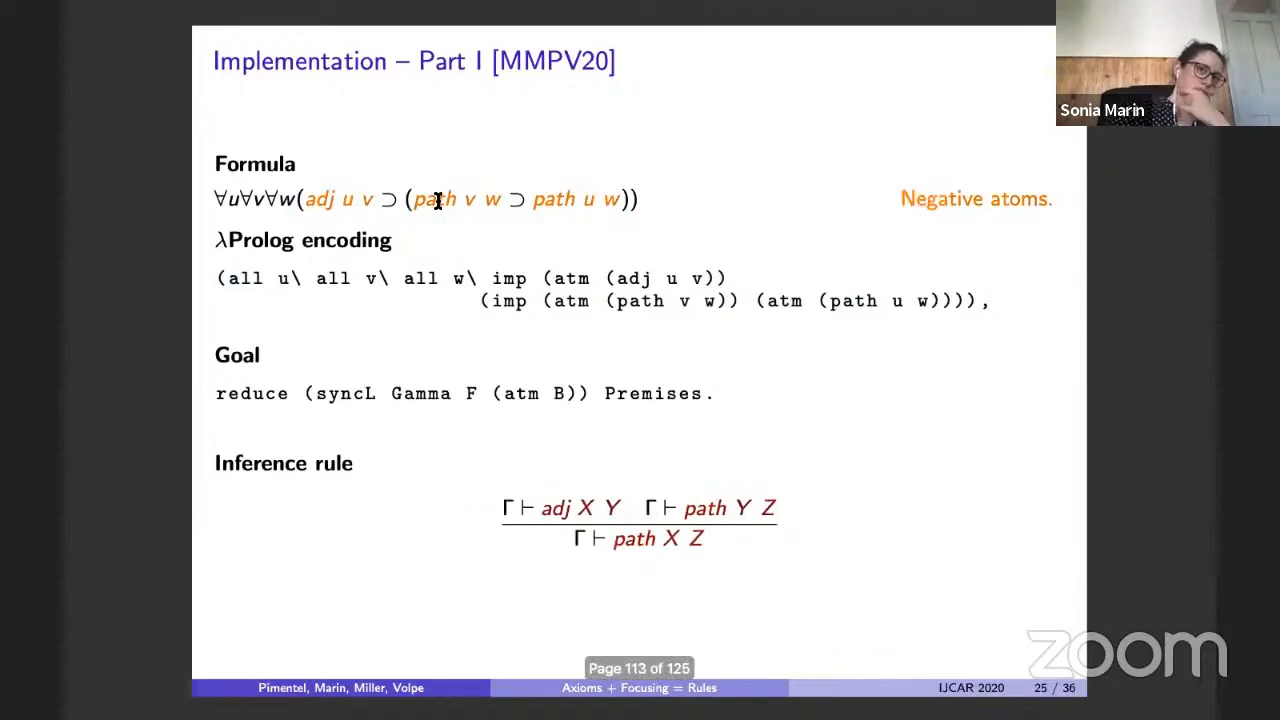 Implementation – Part I [MMPV20]
Sonia Marin
Formula
∀u∀v∀w(adj u v ⊃ (path v w ⊃ path u w))
Negative atoms.
λProlog encoding
(all u\ all v\ all w\ imp (atm (adj u v))
(imp (atm (path v w)) (atm (path u w)))),
Goal
reduce (syncL Gamma F (atm B)) Premises.
Inference rule
Γ ⊢ adj X Y Γ ⊢ path Y Z
Γ ⊢ path X Z
zoom
Page 113 of 125
Pimentel, Marin, Miller, Volpe
Axioms + Focusing = Rules
IJCAR 2020
25 / 36